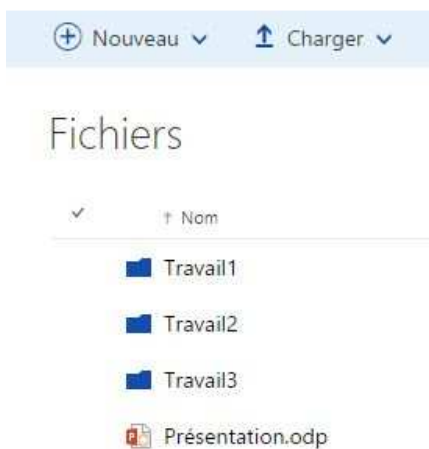 Nouveau Charger
Fichiers
Nom
Travail1
Travail2
Travail3
Présentation.odp